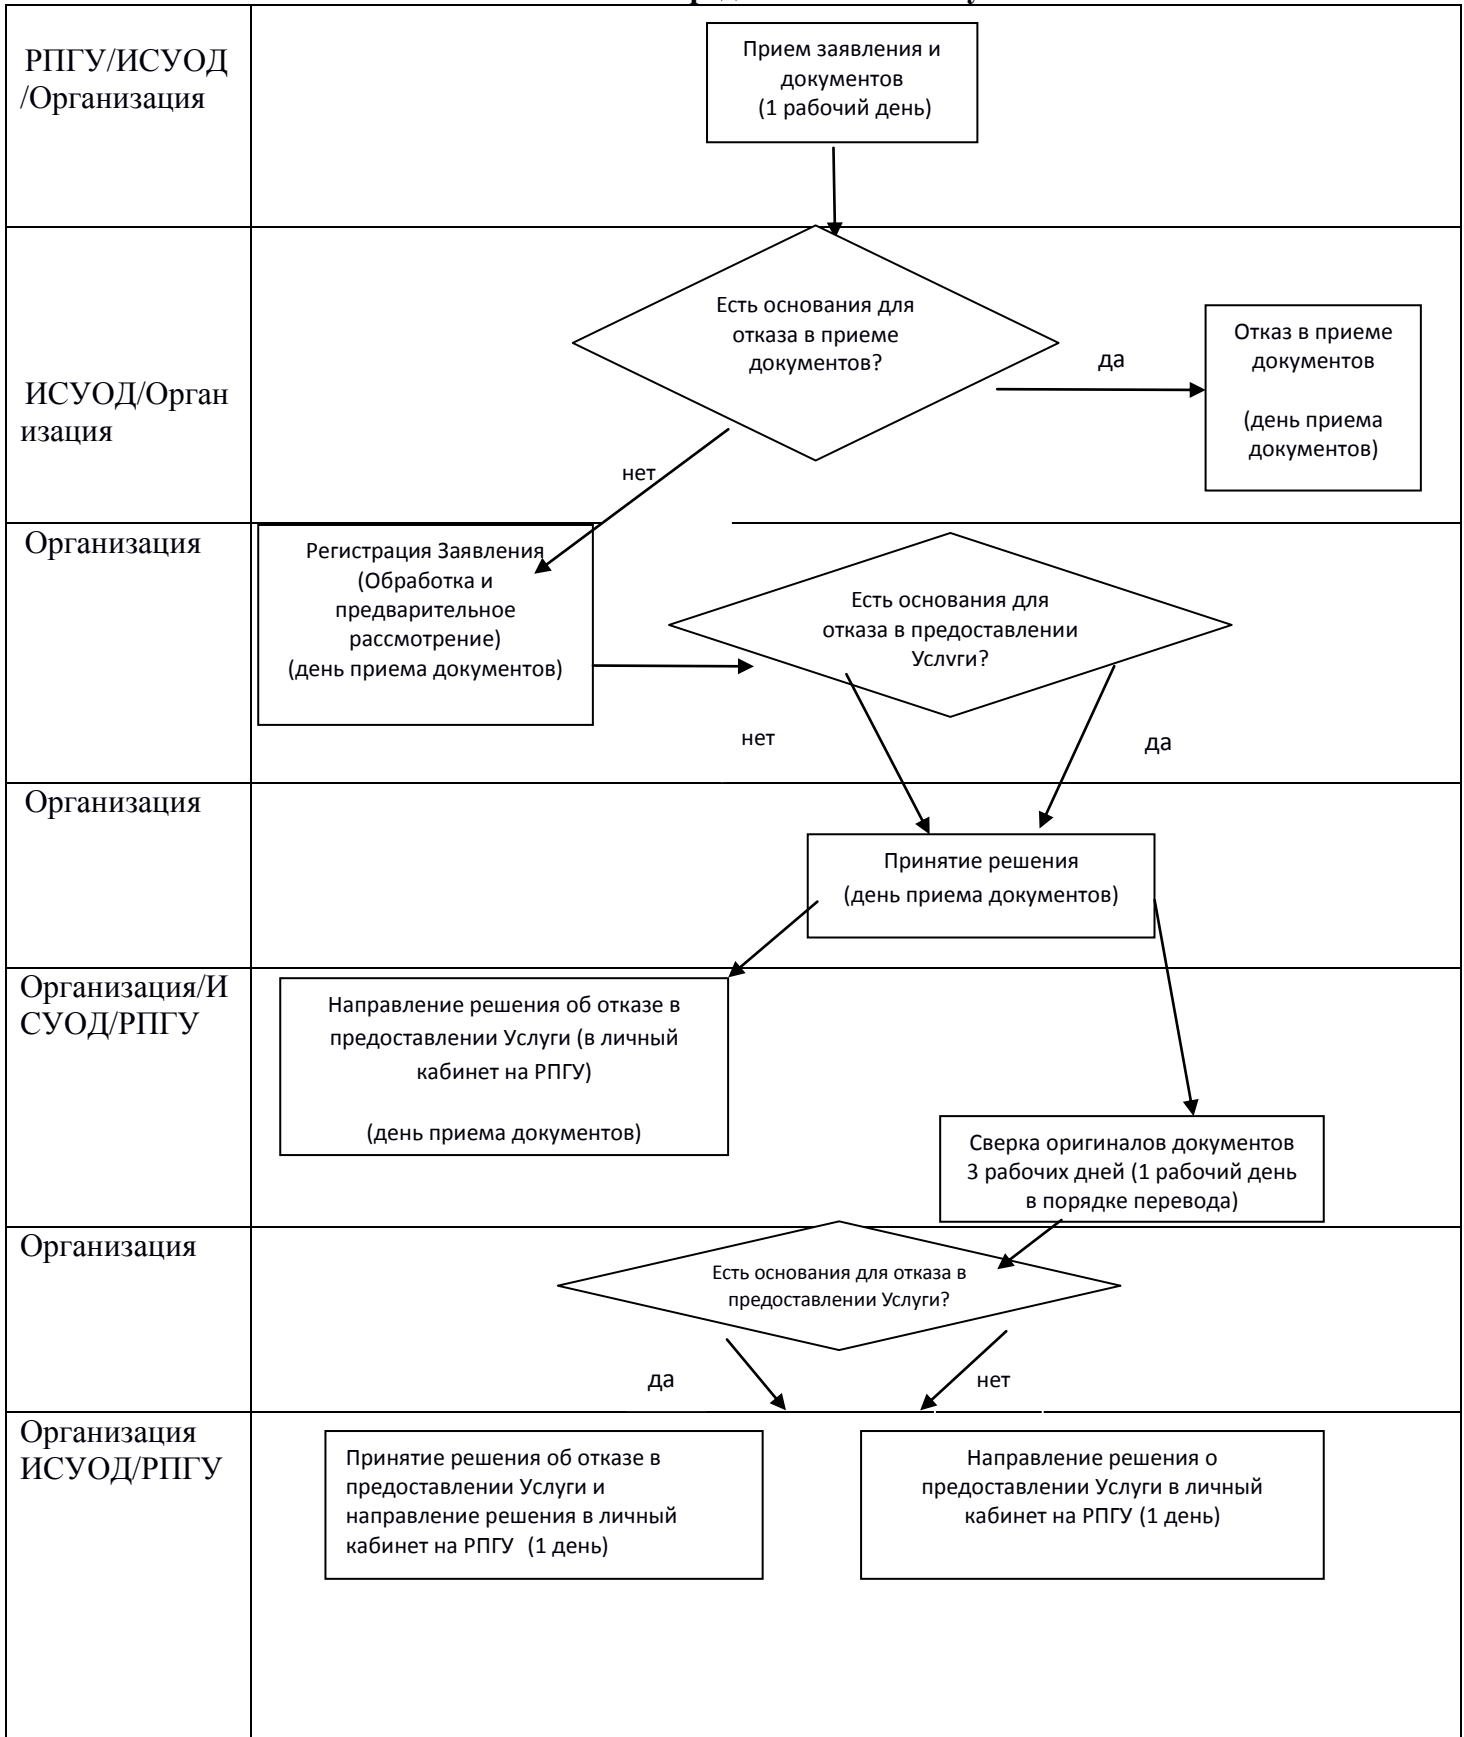 РПГУ/ИСУОД
/Организация
Прием заявления и
документов
(1 рабочий день)
ИСУОД/Орган
изация
Есть основания для
отказа в приеме
документов?
да
Отказ в приеме
документов
(день приема
документов)
нет
Организация
Регистрация Заявления
(Обработка и
предварительное
рассмотрение)
(день приема документов)
Есть основания для
отказа в предоставлении
Услуги?
нет
да
Организация
Принятие решения
(день приема документов)
Организация/И
СУОД/РПГУ
Направление решения об отказе в
предоставлении Услуги (в личный
кабинет на РПГУ)
(день приема документов)
Сверка оригиналов документов
3 рабочих дней (1 рабочий день
в порядке перевода)
Организация
Есть основания для отказа в
предоставлении Услуги?
да
нет
Организация
ИСУОД/РПГУ
Принятие решения об отказе в
предоставлении Услуги и
направление решения в личный
кабинет на РПГУ (1 день)
Направление решения о
предоставлении Услуги в личный
кабинет на РПГУ (1 день)